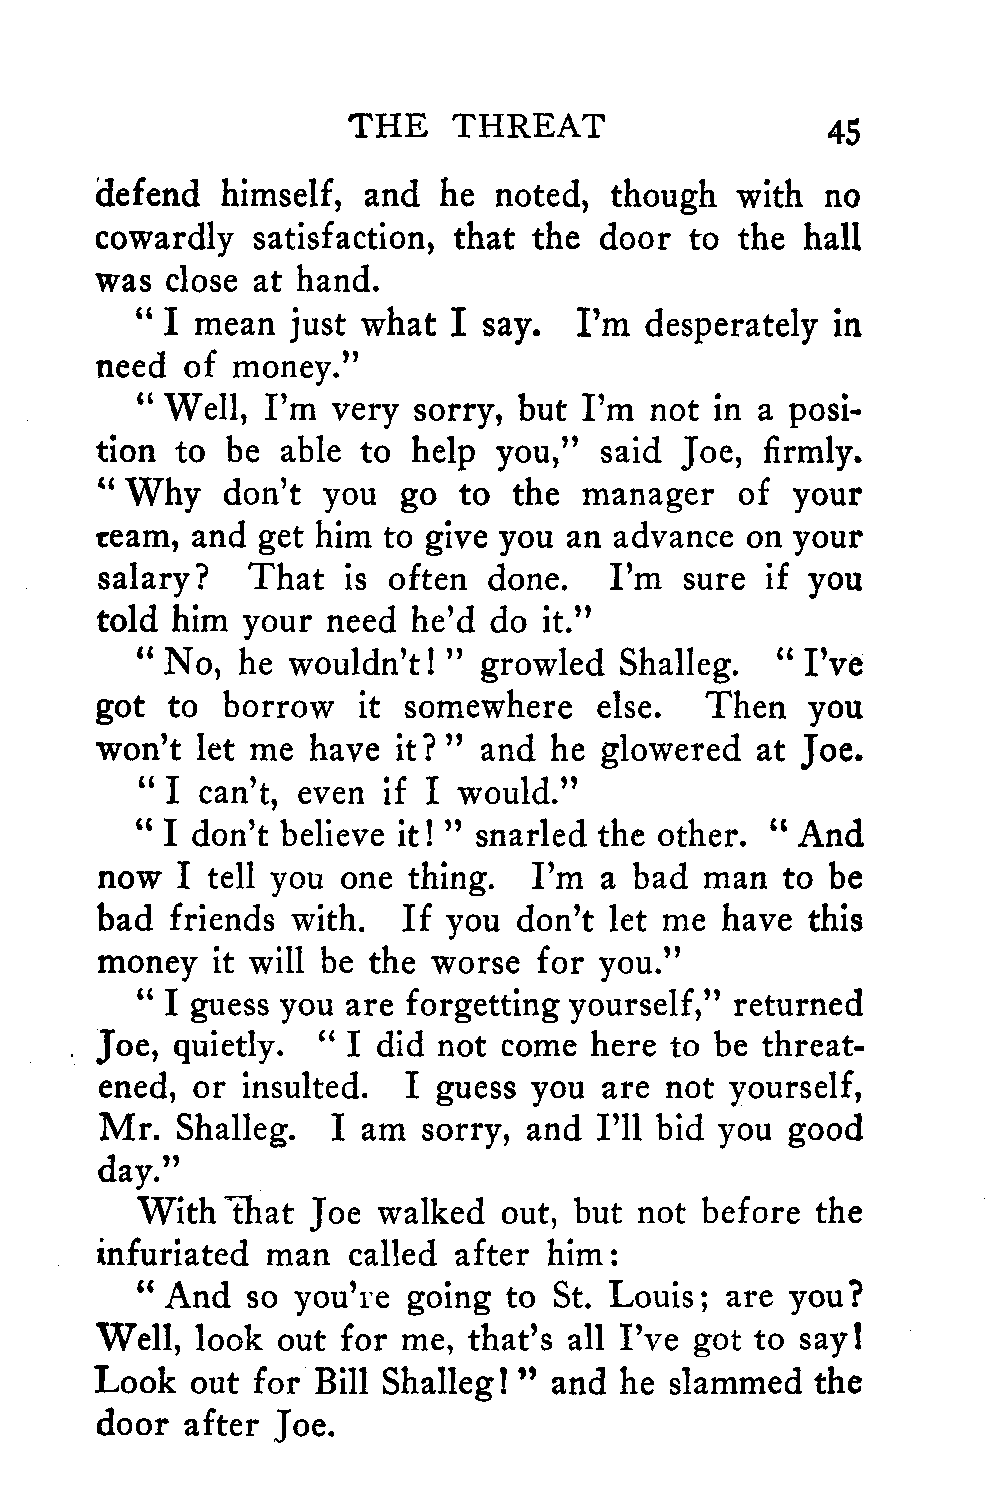 THE THREAT 45
defend himself, and he noted, though with no
cowardly satisfaction, that the door to the hall
was close at hand.
“ I mean just what I say. I’m desperately in
need of money.”
“ Well, I’m very sorry, but I’m not in a posi-
tion to be able to help you,” said Joe, firmly.
“ Why don’t you go to the manager of your
team, and get him to give you an advance on your
salary? That is often done. I’m sure if you
told him your need he’d do it.”
“ No, he wouldn’t! ” growled Shalleg. “ I’ve
got to borrow it somewhere else. Then you
won’t let me have it? ” and he glowered at Joe.
“ I can’t, even if I would.”
“ I don’t believe it! ” snarled the other. “ And
now I tell you one thing. I’m a bad man to be
bad friends with. If you don’t let me have this
money it will be the worse for you.”
“ I guess you are forgetting yourself,” returned
Joe, quietly. “ I did not come here to be threat-
ened, or insulted. I guess you are not yourself,
Mr. Shalleg. I am sorry, and I’ll bid you good
day.”
With that Joe walked out, but not before the
infuriated man called after him:
“ And so you’re going to St. Louis; are you?
Well, look out for me, that’s all I’ve got to say!
Look out for Bill Shalleg! ” and he slammed the
door after Joe.